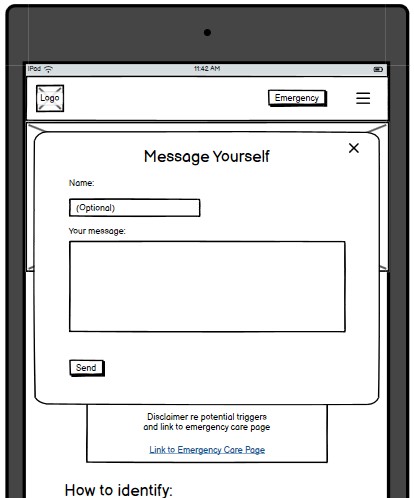 iPad
11:42 AM
Logo
Emergency
Message Yourself
Name:
(Optional)
Your message:
Send
Disclaimer re potential triggers
and link to emergency care page
Link to Emergency Care Page
How to identify: